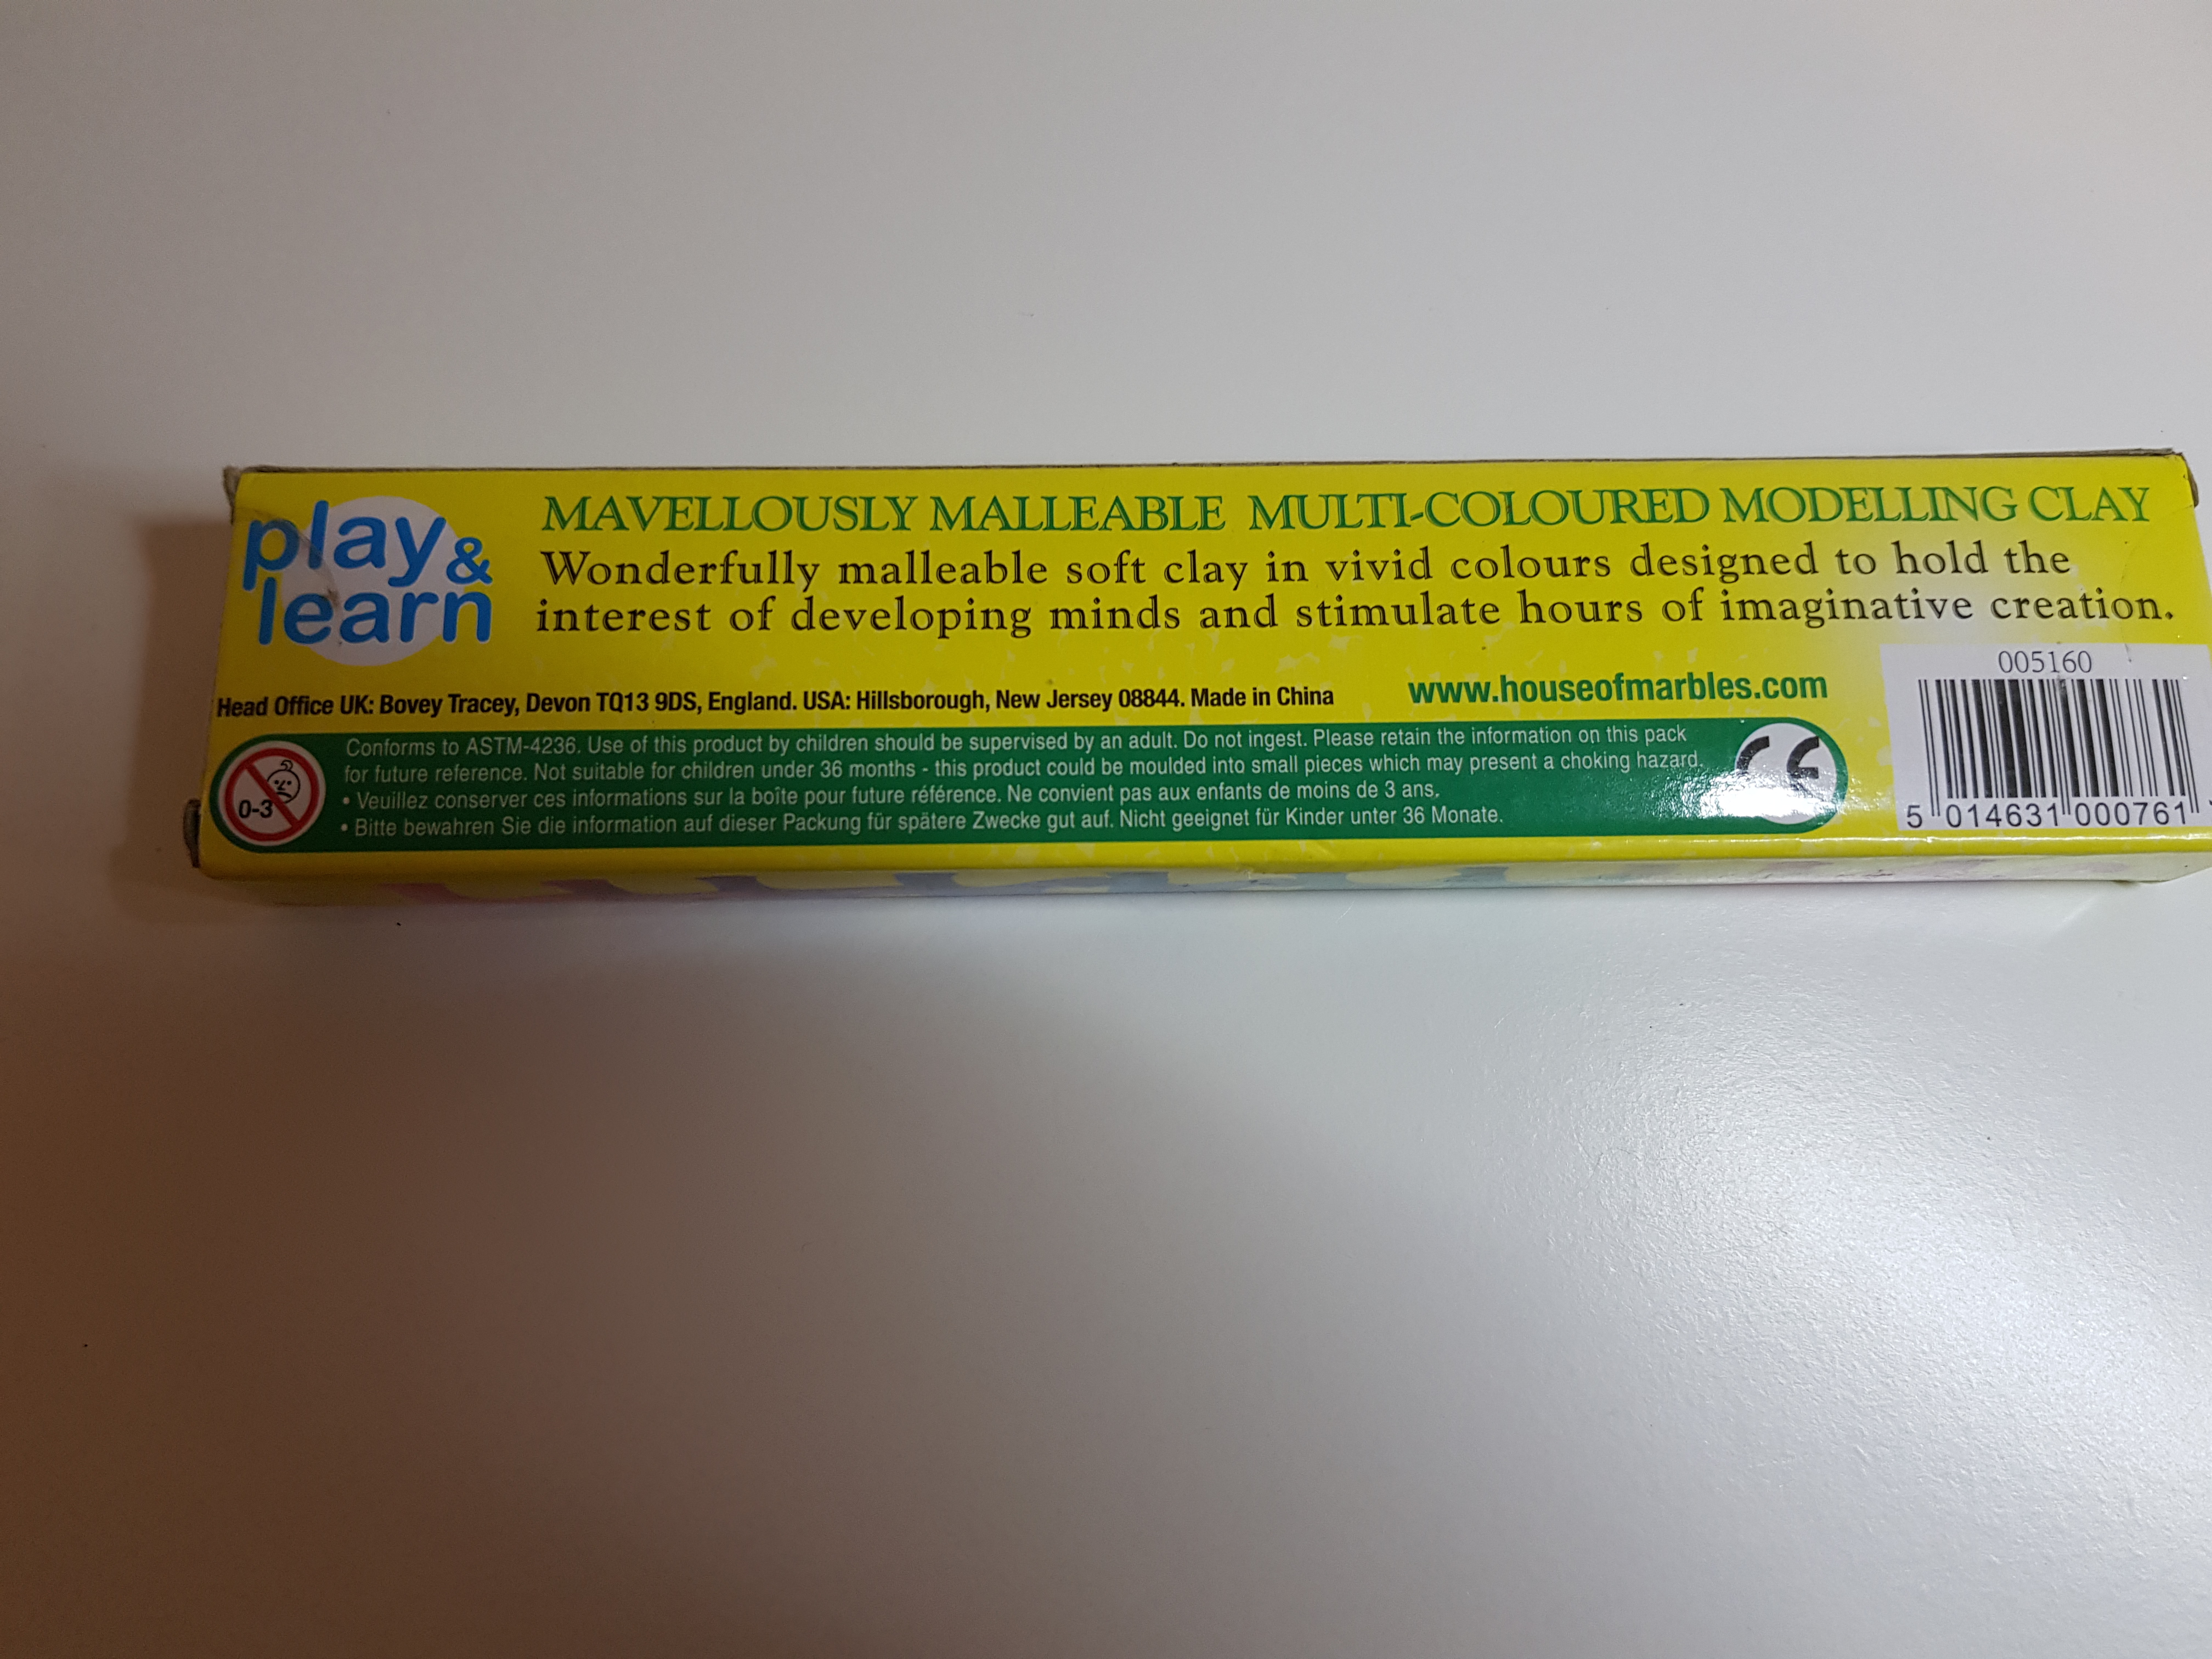 play &
learn
MAVELLOUSLY MALLEABLE MULTI-COLOURED MODELLING CLAY
Wonderfully malleable soft clay in vivid colours designed to hold the
interest of developing minds and stimulate hours of imaginative creation.
Head Office UK: Bovey Tracey, Devon TQ13 9DS, England. USA: Hillsborough, New Jersey 08844. Made in China
www.houseofmarbles.com
005160
0-3
Conforms to ASTM-4236. Use of this product by children should be supervised by an adult. Do not ingest. Please retain the information on this pack
for future reference. Not suitable for children under 36 months - this product could be moulded into small pieces which may present a choking hazard.
• Veuillez conserver ces informations sur la boîte pour future référence. Ne convient pas aux enfants de moins de 3 ans.
• Bitte bewahren Sie die information auf dieser Packung für spätere Zwecke gut auf. Nicht geeignet für Kinder unter 36 Monate.
CE
5 014631 000761